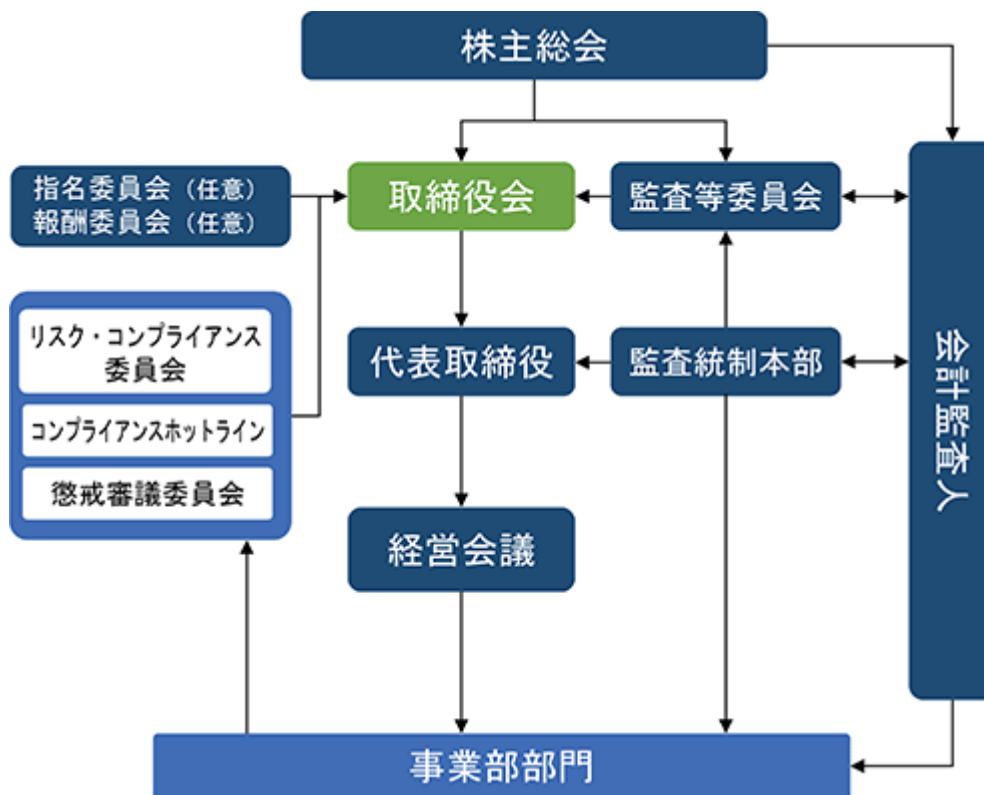 株主総会
指名委員会（任意）
報酬委員会（任意）
取締役会
監査等委員会
リスク・コンプライアンス
委員会
コンプライアンスホットライン
懲戒審議委員会
代表取締役
監査統制本部
会計監査人
経営会議
事業部部門